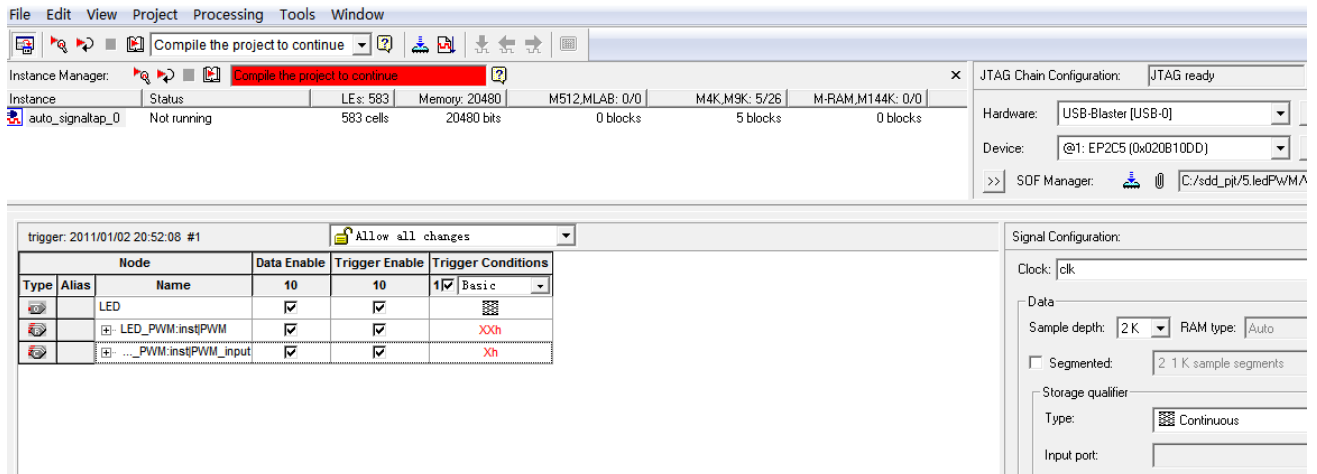 File Edit View Project Processing Tools Window
Compile the project to continue
Instance Manager: Compile the project to continue
Instance Status LEs: 583 Memory: 20480 M512,MLAB: 0/0 M4K,M9K: 5/26 M-RAM,M144K: 0/0
auto_signaltap_0 Not running 583 cells 20480 bits 0 blocks 5 blocks 0 blocks
JTAG Chain Configuration: JTAG ready
Hardware: USB-Blaster [USB-0]
Device: @1: EP2C5 (0x020B10DD)
>> SOF Manager: C:/sdd_pjt/5.ledPWM/
trigger: 2011/01/02 20:52:08 #1 Allow all changes
Node Data Enable Trigger Enable Trigger Conditions
Type Alias Name 10 10 1 Basic
LED
LED_PWM:inst|PWM XXh
..._PWM:inst|PWM_input Xh
Signal Configuration:
Clock: clk
Data
Sample depth: 2 K RAM type: Auto
Segmented: 2 1 K sample segments
Storage qualifier
Type: Continuous
Input port: